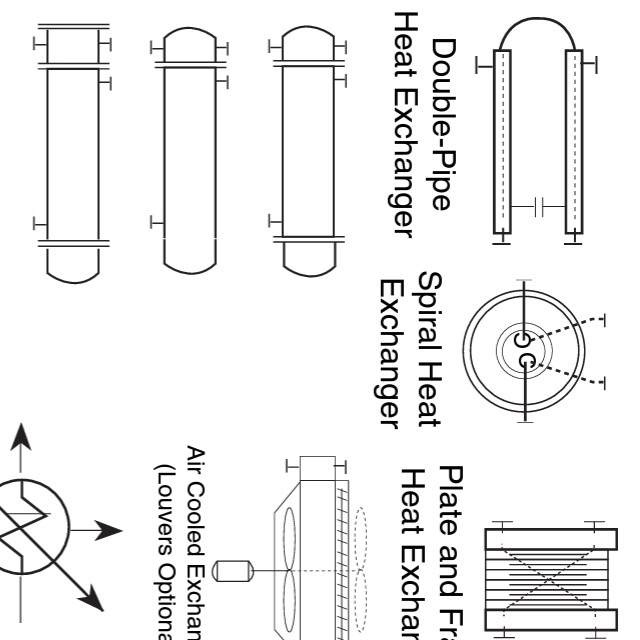 Double-Pipe
Heat Exchanger
Spiral Heat
Exchanger
Plate and Fra
Heat Exchan
Air Cooled Exchan
(Louvers Optiona